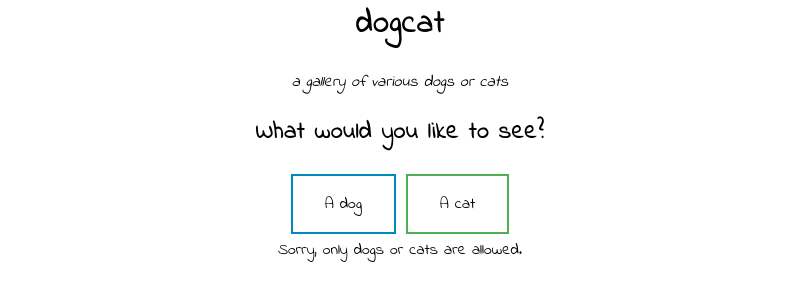 dogcat
a gallery of various dogs or cats
What would you like to see?
A dog
A cat
Sorry, only dogs or cats are allowed.